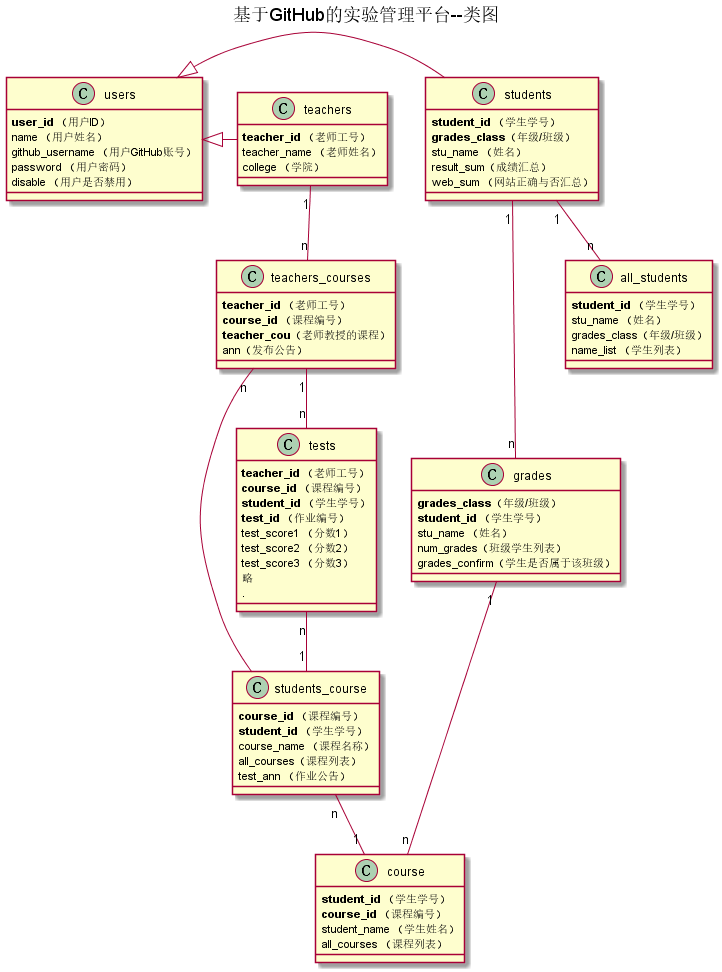 基于GitHub的实验管理平台--类图
C users
user_id （用户ID）
name （用户姓名）
github_username （用户GitHub账号）
password （用户密码）
disable （用户是否禁用）
C teachers
teacher_id （老师工号）
teacher_name （老师姓名）
college （学院）
C students
student_id （学生学号）
grades_class（年级/班级）
stu_name （姓名）
result_sum（成绩汇总）
web_sum （网站正确与否汇总）
1
n
1
n
1
n
C teachers_courses
teacher_id （老师工号）
course_id （课程编号）
teacher_cou（老师教授的课程）
ann（发布公告）
C all_students
student_id （学生学号）
stu_name （姓名）
grades_class（年级/班级）
name_list （学生列表）
n
1
n
C tests
teacher_id （老师工号）
course_id （课程编号）
student_id （学生学号）
test_id （作业编号）
test_score1 （分数1）
test_score2 （分数2）
test_score3 （分数3）
略
.
C grades
grades_class（年级/班级）
student_id （学生学号）
stu_name （姓名）
num_grades（班级学生列表）
grades_confirm（学生是否属于该班级）
n
1
1
n
C students_course
course_id （课程编号）
student_id （学生学号）
course_name （课程名称）
all_courses（课程列表）
test_ann （作业公告）
n
1
C course
student_id （学生学号）
course_id （课程编号）
student_name （学生姓名）
all_courses （课程列表）